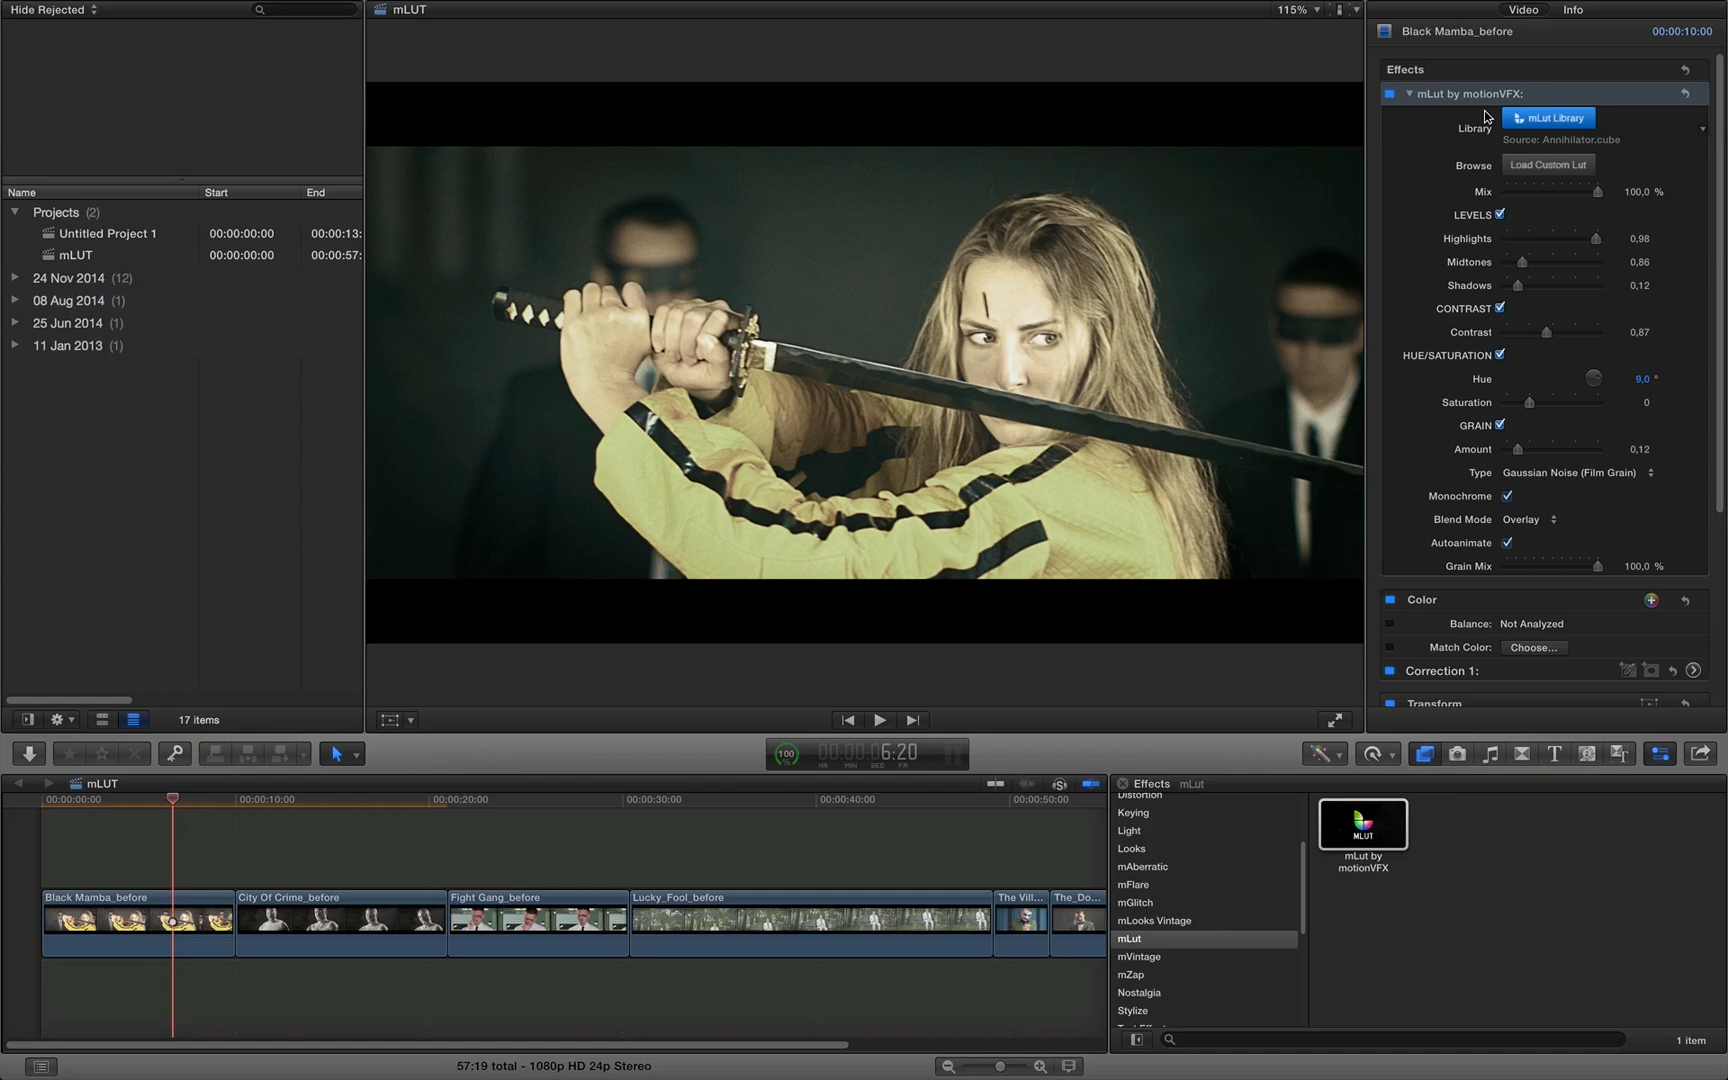 Hide Rejected
mLUT
115%
Video
Info
Black Mamba_before
00:00:10:00
Effects
mLut by motionVFX:
Library
mLut Library
Source: Annihilator.cube
Browse
Load Custom Lut
Mix
100,0 %
LEVELS
Highlights
0,98
Midtones
0,86
Shadows
0,12
CONTRAST
Contrast
0,87
HUE/SATURATION
Hue
9,0 °
Saturation
0
GRAIN
Amount
0,12
Type
Gaussian Noise (Film Grain)
Monochrome
Blend Mode
Overlay
Autoanimate
Grain Mix
100,0 %
Color
Balance:
Not Analyzed
Match Color:
Choose...
Correction 1:
Transform
Name
Start
End
Projects (2)
Untitled Project 1
00:00:00:00
00:00:13:
mLUT
00:00:00:00
00:00:57:
24 Nov 2014 (12)
08 Aug 2014 (1)
25 Jun 2014 (1)
11 Jan 2013 (1)
17 items
100
%
00:00:06:20
HR MIN SEC FR
mLUT
00:00:00:00
00:00:10:00
00:00:20:00
00:00:30:00
00:00:40:00
00:00:50:00
Black Mamba_before
City Of Crime_before
Fight Gang_before
Lucky_Fool_before
The Vill...
The_Do...
Effects
mLut
Distortion
Keying
Light
Looks
mAberratic
mFlare
mGlitch
mLooks Vintage
mLut
mVintage
mZap
Nostalgia
Stylize
MLUT
mLut by
motionVFX
1 item
57:19 total - 1080p HD 24p Stereo